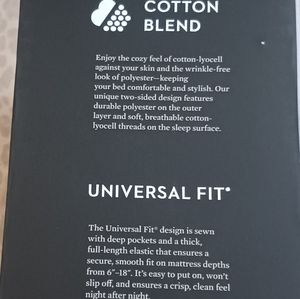 COTTON
BLEND
Enjoy the cozy feel of cotton-lyocell
against your skin and the wrinkle-free
look of polyester—keeping
your bed comfortable and stylish. Our
unique two-sided design features
durable polyester on the outer
layer and soft, breathable cotton-
lyocell threads on the sleep surface.
UNIVERSAL FIT®
The Universal Fit® design is sewn
with deep pockets and a thick,
full-length elastic that ensures a
secure, smooth fit on mattress depths
from 6"–18". It's easy to put on, won't
slip off, and ensures a crisp, clean feel
night after night.